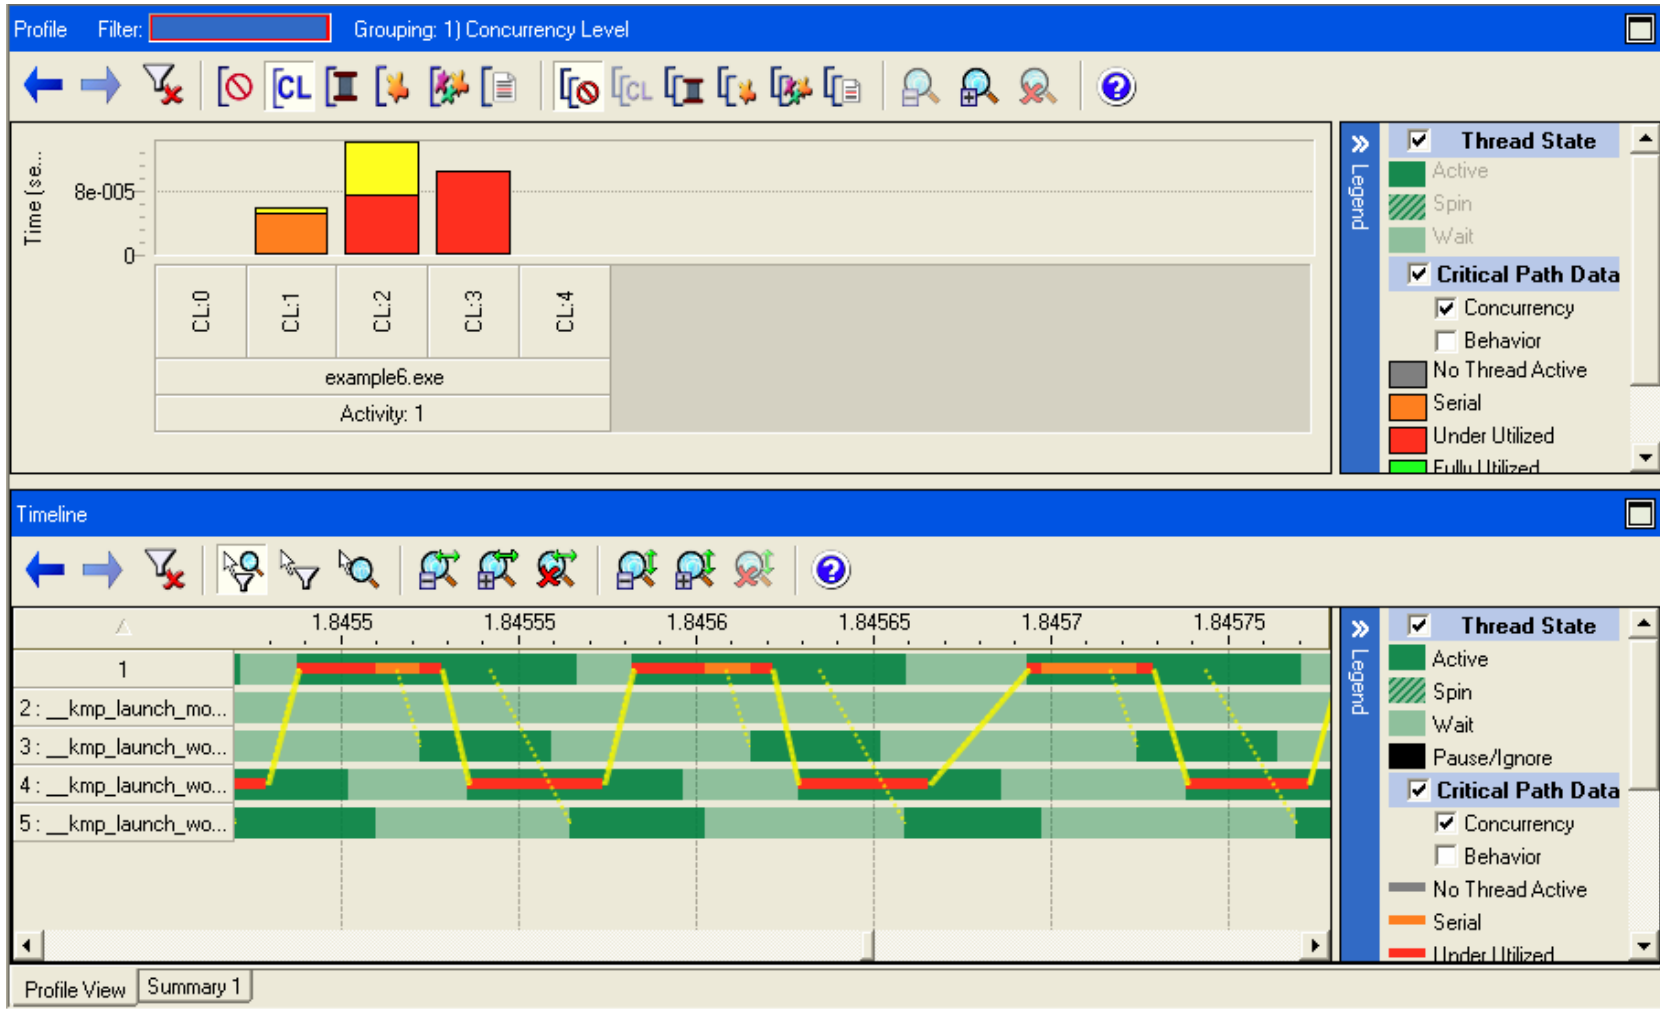 Profile Filter: Grouping: 1) Concurrency Level
CL CL
Time (se...
8e-005
0
CL:0 CL:1 CL:2 CL:3 CL:4
example6.exe
Activity: 1
Legend
Thread State
Active
Spin
Wait
Critical Path Data
Concurrency
Behavior
No Thread Active
Serial
Under Utilized
Fully Utilized
Timeline
1.8455 1.84555 1.8456 1.84565 1.8457 1.84575
1
2 : __kmp_launch_mo...
3 : __kmp_launch_wo...
4 : __kmp_launch_wo...
5 : __kmp_launch_wo...
Legend
Thread State
Active
Spin
Wait
Pause/Ignore
Critical Path Data
Concurrency
Behavior
No Thread Active
Serial
Under Utilized
Profile View Summary 1